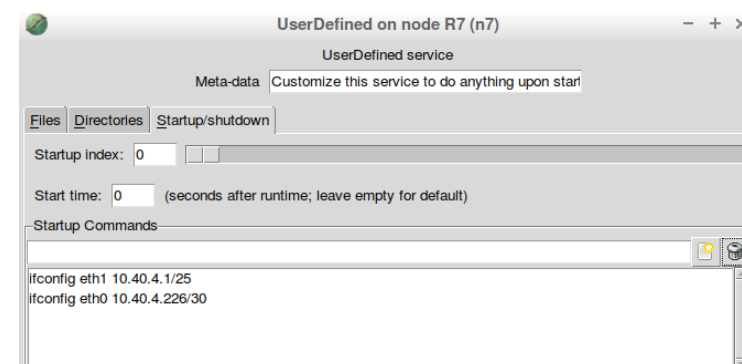 UserDefined on node R7 (n7)
UserDefined service
Meta-data Customize this service to do anything upon start
Files Directories Startup/shutdown
Startup index: 0
Start time: 0 (seconds after runtime; leave empty for default)
Startup Commands
ifconfig eth1 10.40.4.1/25
ifconfig eth0 10.40.4.226/30